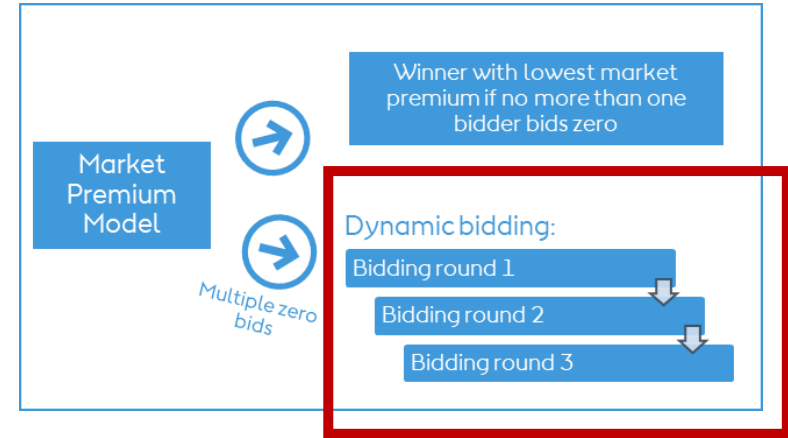 Market
Premium
Model
Winner with lowest market
premium if no more than one
bidder bids zero
Multiple zero
bids
Dynamic bidding:
Bidding round 1
Bidding round 2
Bidding round 3